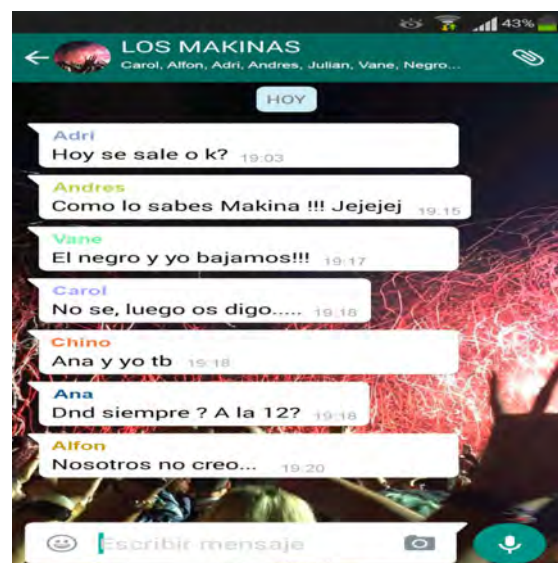 43%
LOS MAKINAS
Carol, Alfon, Adri, Andres, Julian, Vane, Negro...
HOY
Adri
Hoy se sale o k? 19:03
Andres
Como lo sabes Makina !!! Jejejej 19:15
Vane
El negro y yo bajamos!!! 19:17
Carol
No se, luego os digo..... 19:18
Chino
Ana y yo tb 19:18
Ana
Dnd siempre ? A la 12? 19:18
Alfon
Nosotros no creo... 19:20
Escribir mensaje